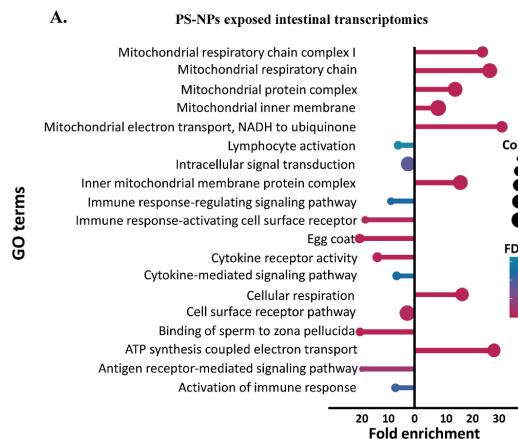 A.
PS-NPs exposed intestinal transcriptomics
GO terms
Mitochondrial respiratory chain complex I
Mitochondrial respiratory chain
Mitochondrial protein complex
Mitochondrial inner membrane
Mitochondrial electron transport, NADH to ubiquinone
Lymphocyte activation
Intracellular signal transduction
Inner mitochondrial membrane protein complex
Immune response-regulating signaling pathway
Immune response-activating cell surface receptor
Egg coat
Cytokine receptor activity
Cytokine-mediated signaling pathway
Cellular respiration
Cell surface receptor pathway
Binding of sperm to zona pellucida
ATP synthesis coupled electron transport
Antigen receptor-mediated signaling pathway
Activation of immune response
Co
FD
20 10 0 10 20 30
Fold enrichment